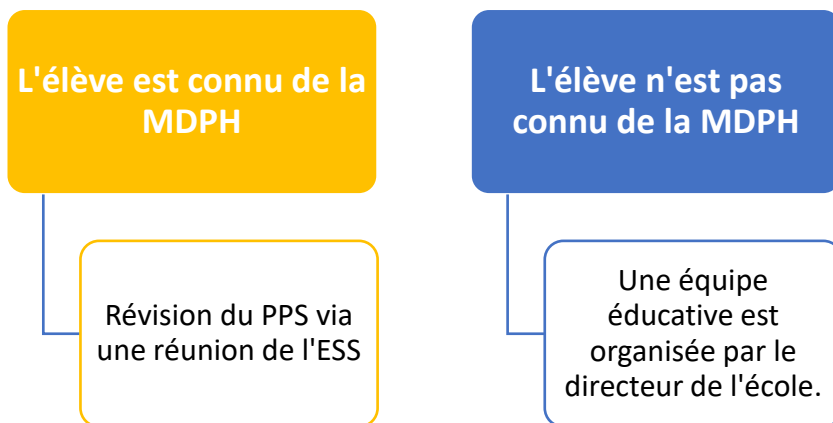 L'élève est connu de la
MDPH
Révision du PPS via
une réunion de l'ESS
L'élève n'est pas
connu de la MDPH
Une équipe
éducative est
organisée par le
directeur de l'école.